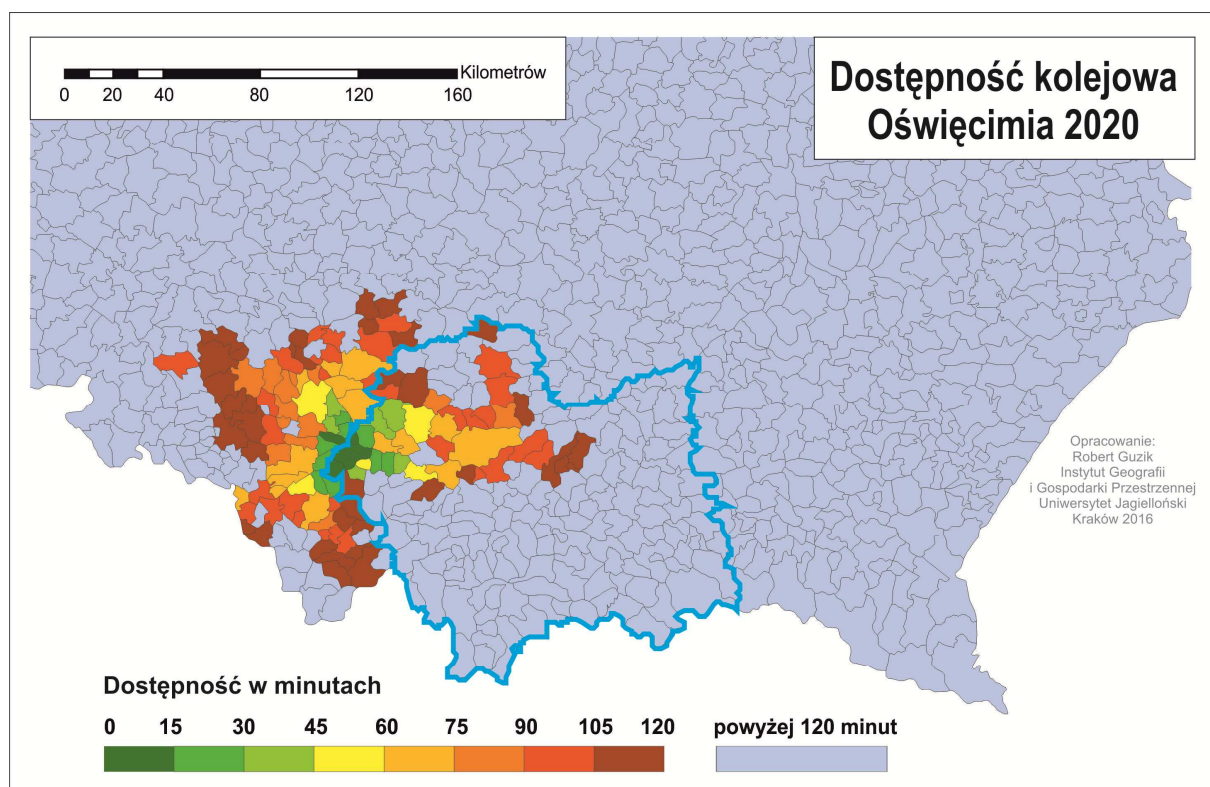 Kilometrów
0 20 40 80 120 160
Dostępność kolejowa
Oświęcimia 2020
Opracowanie:
Robert Guzik
Instytut Geografii
i Gospodarki Przestrzennej
Uniwersytet Jagielloński
Kraków 2016
Dostępność w minutach
0 15 30 45 60 75 90 105 120
powyżej 120 minut